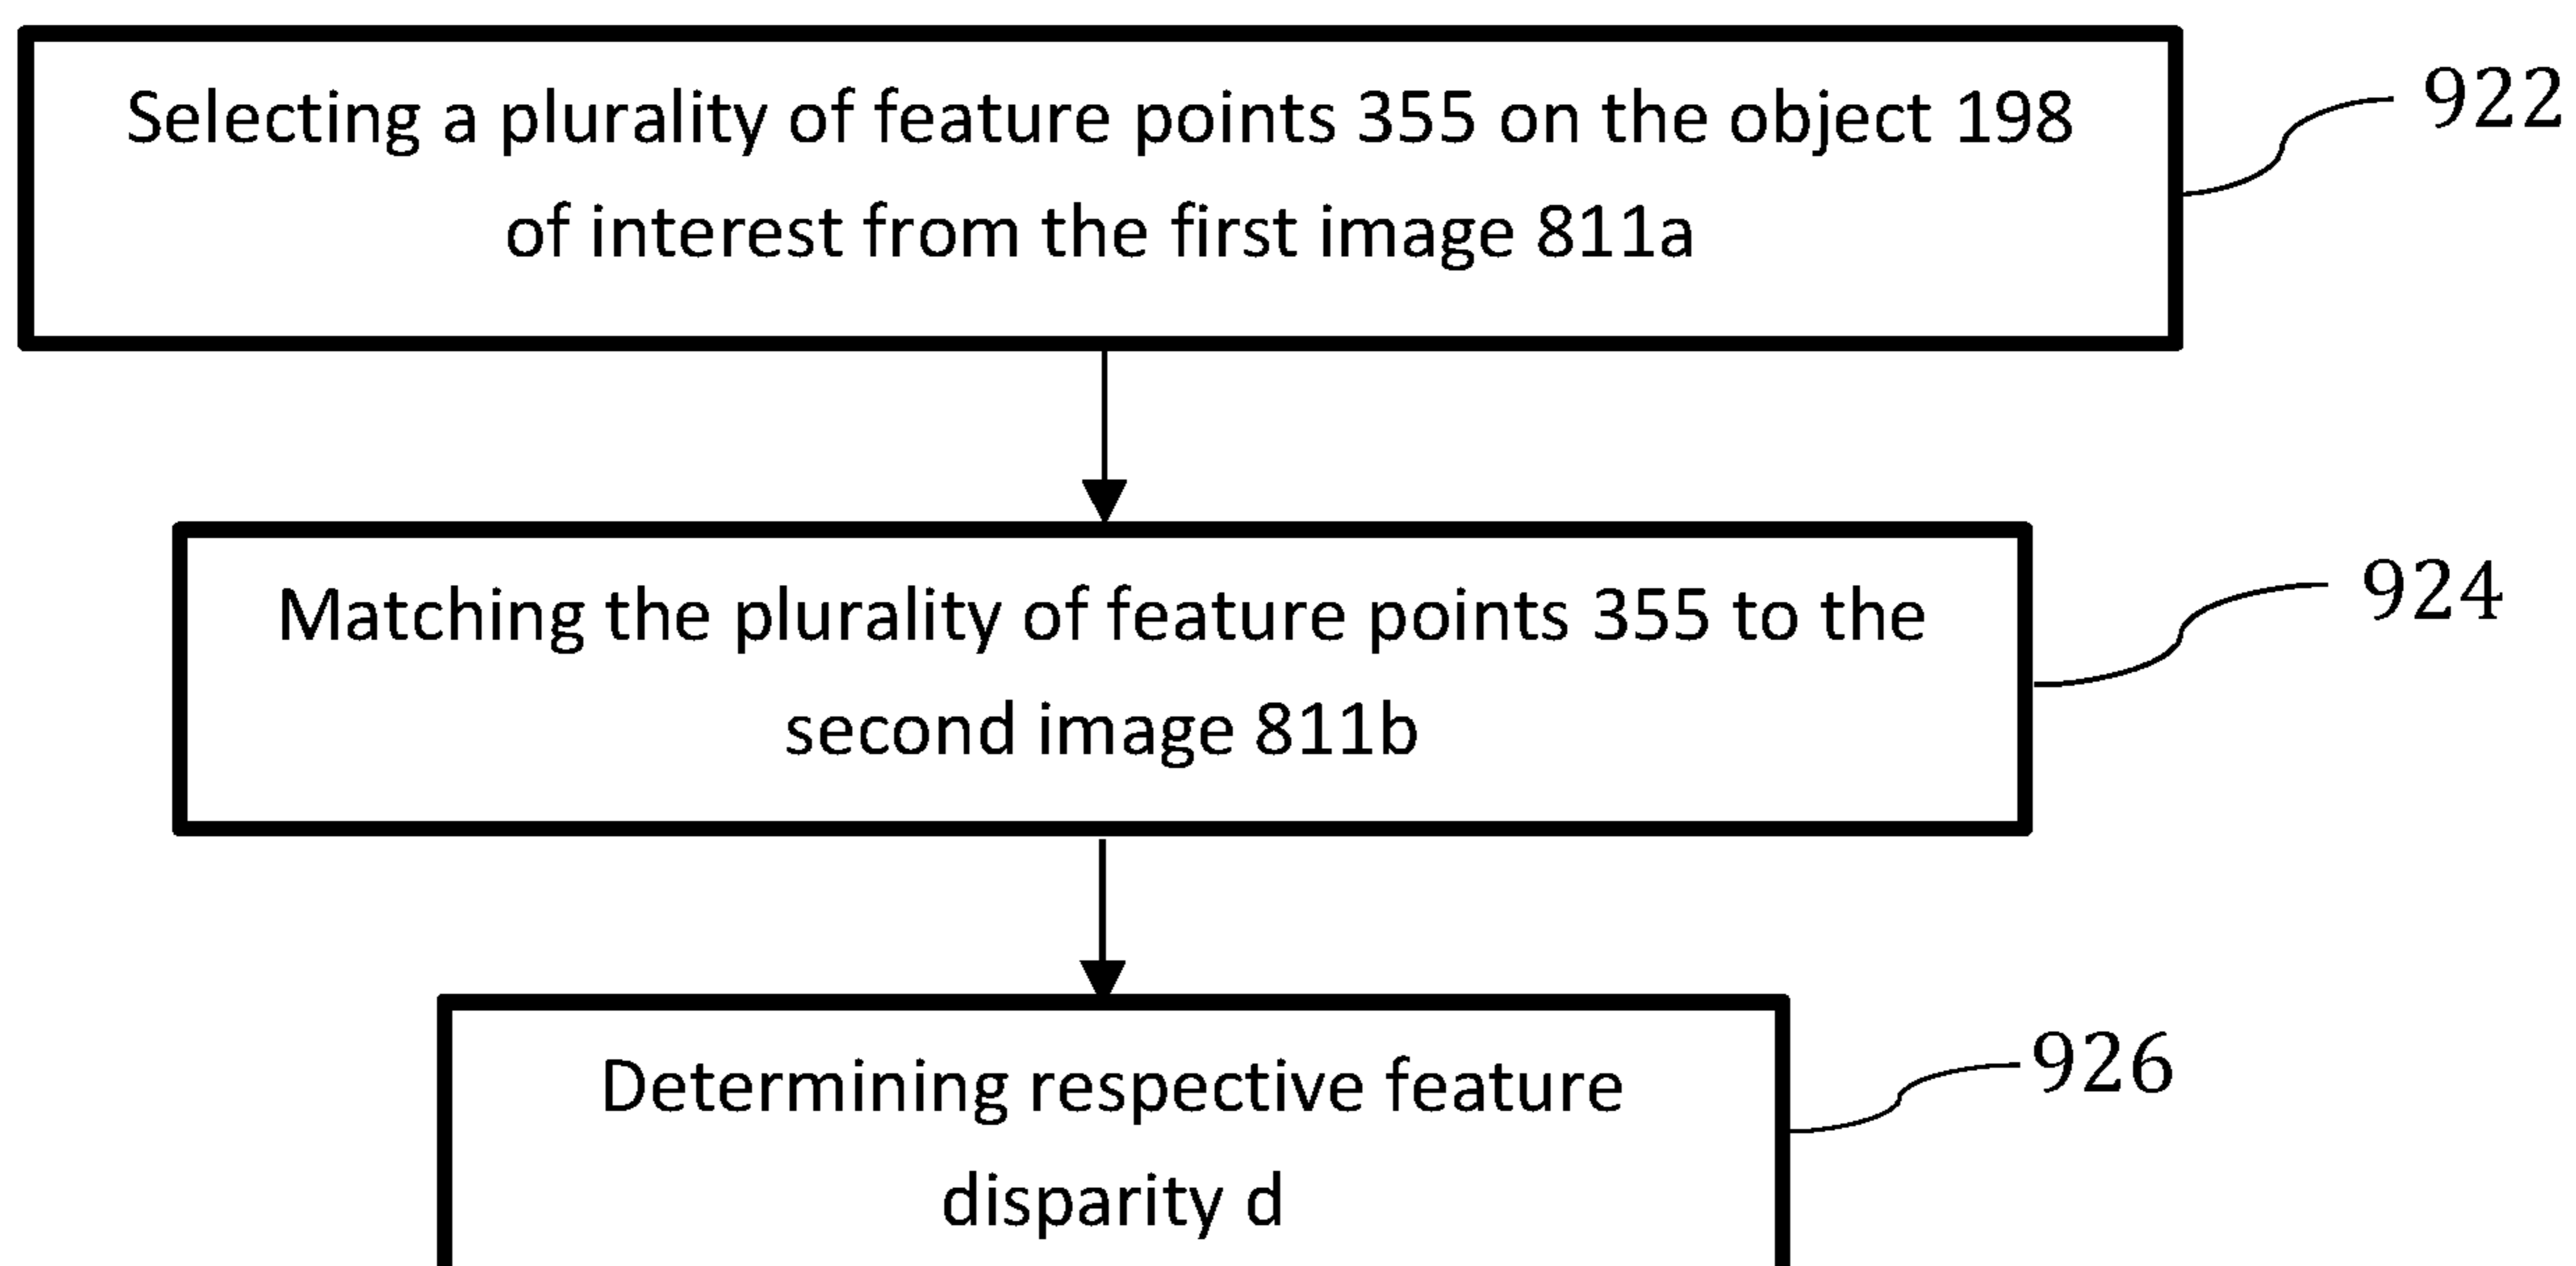 Selecting a plurality of feature points 355 on the object 198
of interest from the first image 811a
922
Matching the plurality of feature points 355 to the
second image 811b
924
Determining respective feature
disparity d
926